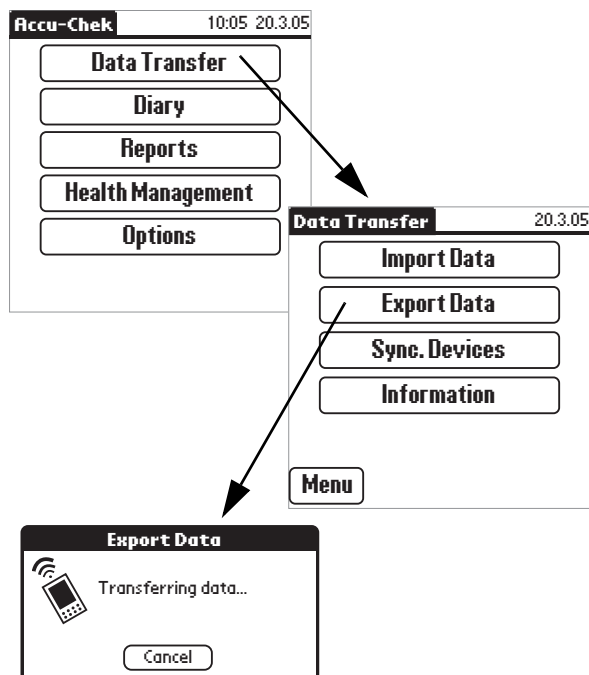 Accu-Chek 10:05 20.3.05
Data Transfer
Diary
Reports
Health Management
Options
Data Transfer 20.3.05
Import Data
Export Data
Sync. Devices
Information
Menu
Export Data
Transferring data...
Cancel